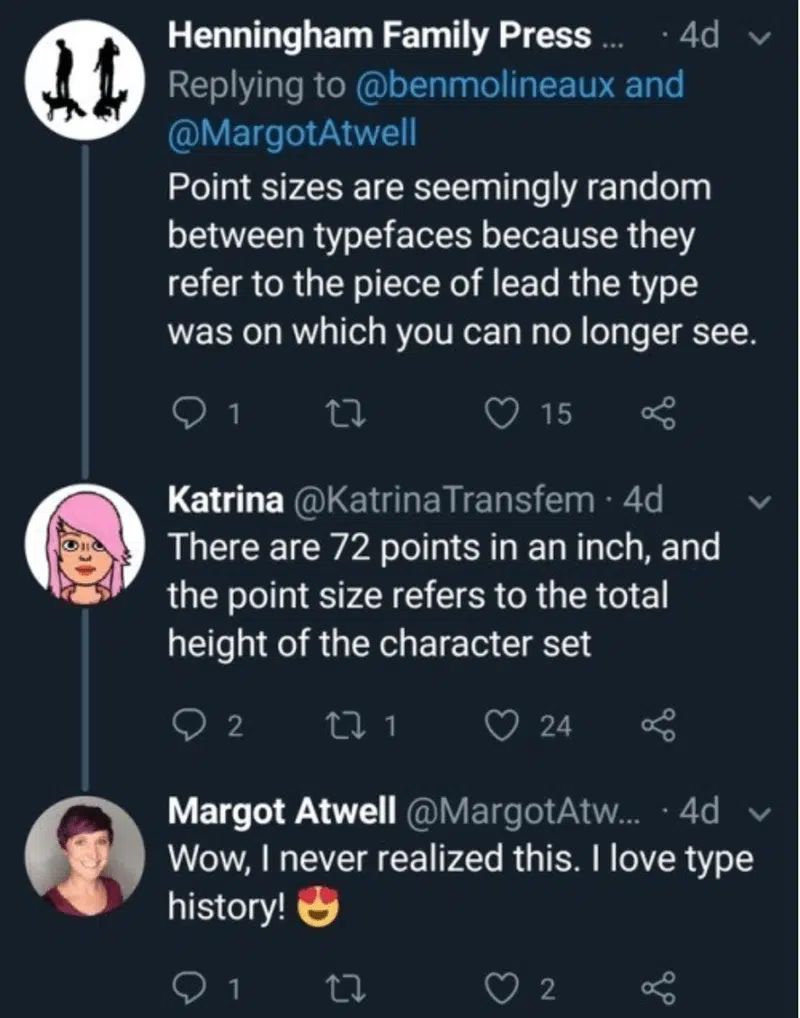 Henningham Family Press ... · 4d
Replying to @benmolineaux and
@MargotAtwell
Point sizes are seemingly random
between typefaces because they
refer to the piece of lead the type
was on which you can no longer see.
1 15
Katrina @KatrinaTransfem · 4d
There are 72 points in an inch, and
the point size refers to the total
height of the character set
2 1 24
Margot Atwell @MargotAtw... · 4d
Wow, I never realized this. I love type
history! 😍
1 2